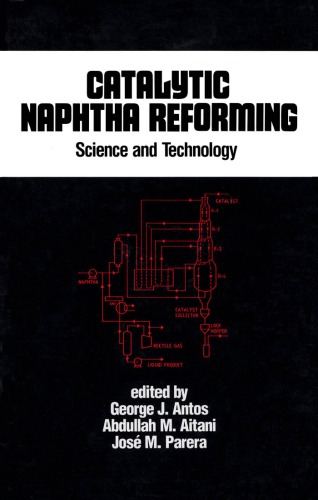 CATALYTIC
NAPHTHA REFORMING
Science and Technology
CATALYST
R-1
R-2
R-3
R-4
NAPHTHA
CATALYST
COLLECTOR
LOCK
HOPPER
RECYCLE GAS
LIQUID PRODUCT
edited by
George J. Antos
Abdullah M. Aitani
José M. Parera